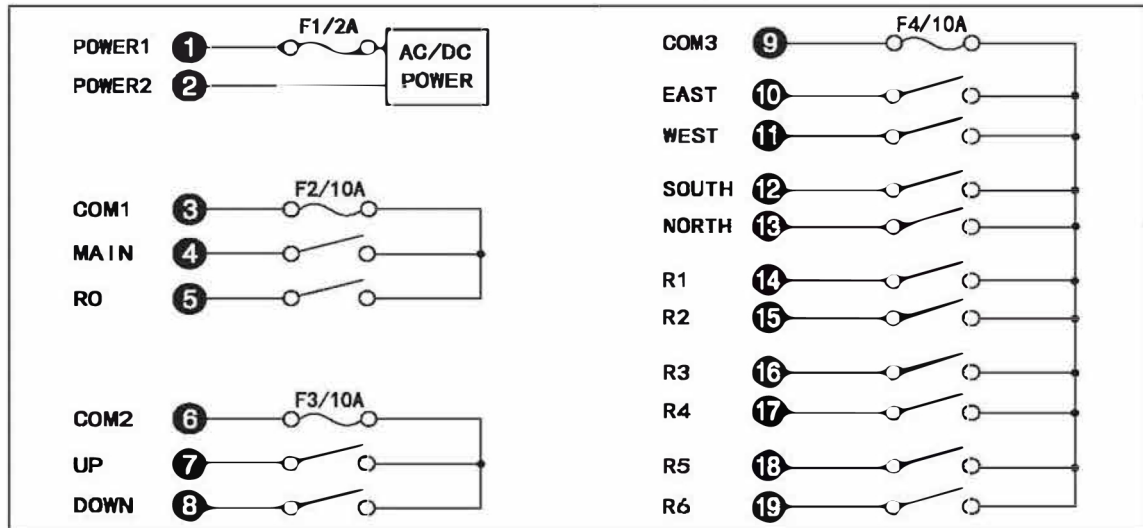 F1/2A
POWER1 1 AC/DC
POWER2 2 POWER
F2/10A
COM1 3
MAIN 4
R0 5
F3/10A
COM2 6
UP 7
DOWN 8
F4/10A
COM3 9
EAST 10
WEST 11
SOUTH 12
NORTH 13
R1 14
R2 15
R3 16
R4 17
R5 18
R6 19